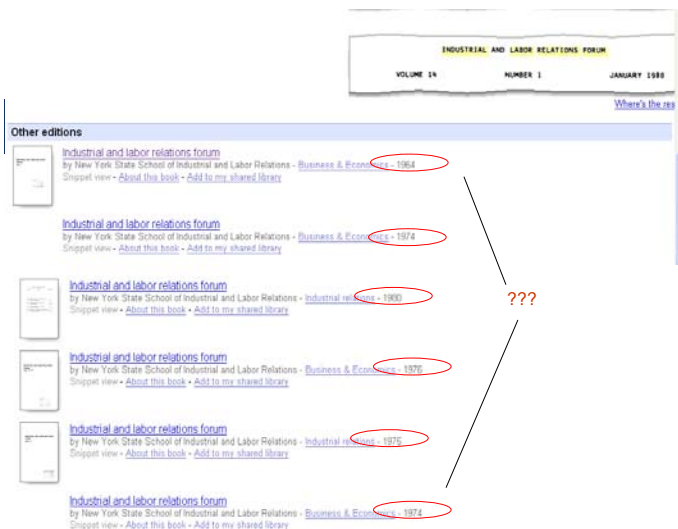 INDUSTRIAL AND LABOR RELATIONS FORUM
VOLUME 14 NUMBER 1 JANUARY 1980
Where's the res
Other editions
Industrial and labor relations forum
by New York State School of Industrial and Labor Relations - Business & Economics - 1964
Snippet view - About this book - Add to my shared library
Industrial and labor relations forum
by New York State School of Industrial and Labor Relations - Business & Economics - 1974
Snippet view - About this book - Add to my shared library
Industrial and labor relations forum
by New York State School of Industrial and Labor Relations - Industrial relations - 1980
Snippet view - About this book - Add to my shared library
???
Industrial and labor relations forum
by New York State School of Industrial and Labor Relations - Business & Economics - 1976
Snippet view - About this book - Add to my shared library
Industrial and labor relations forum
by New York State School of Industrial and Labor Relations - Industrial relations - 1976
Snippet view - About this book - Add to my shared library
Industrial and labor relations forum
by New York State School of Industrial and Labor Relations - Business & Economics - 1974
Snippet view - About this book - Add to my shared library